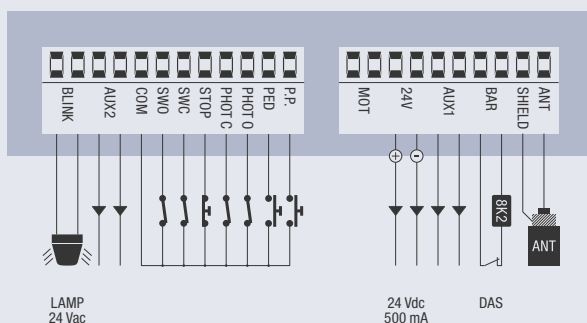 BLINK
AUX2
COM
SWO
SWC
STOP
PHOT C
PHOT O
PED
P.P.
MOT
24V
AUX1
BAR
SHIELD
ANT
+
-
8K2
ANT
LAMP
24 Vac
24 Vdc
500 mA
DAS